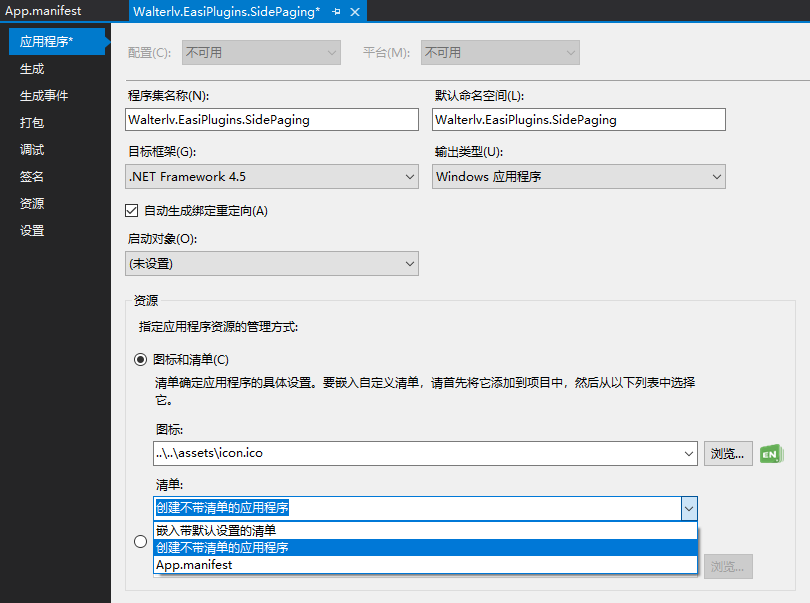 App.manifest
Walterlv.EasiPlugins.SidePaging*
应用程序*
生成
生成事件
打包
调试
签名
资源
设置
配置(C):
不可用
平台(M):
不可用
程序集名称(N):
默认命名空间(L):
Walterlv.EasiPlugins.SidePaging
Walterlv.EasiPlugins.SidePaging
目标框架(G):
输出类型(U):
.NET Framework 4.5
Windows 应用程序
自动生成绑定重定向(A)
启动对象(O):
(未设置)
资源
指定应用程序资源的管理方式:
图标和清单(C)
清单确定应用程序的具体设置。要嵌入自定义清单，请首先将它添加到项目中，然后从以下列表中选择
它。
图标:
..\..\assets\icon.ico
浏览...
EN
清单:
创建不带清单的应用程序
嵌入带默认设置的清单
创建不带清单的应用程序
App.manifest
浏览...